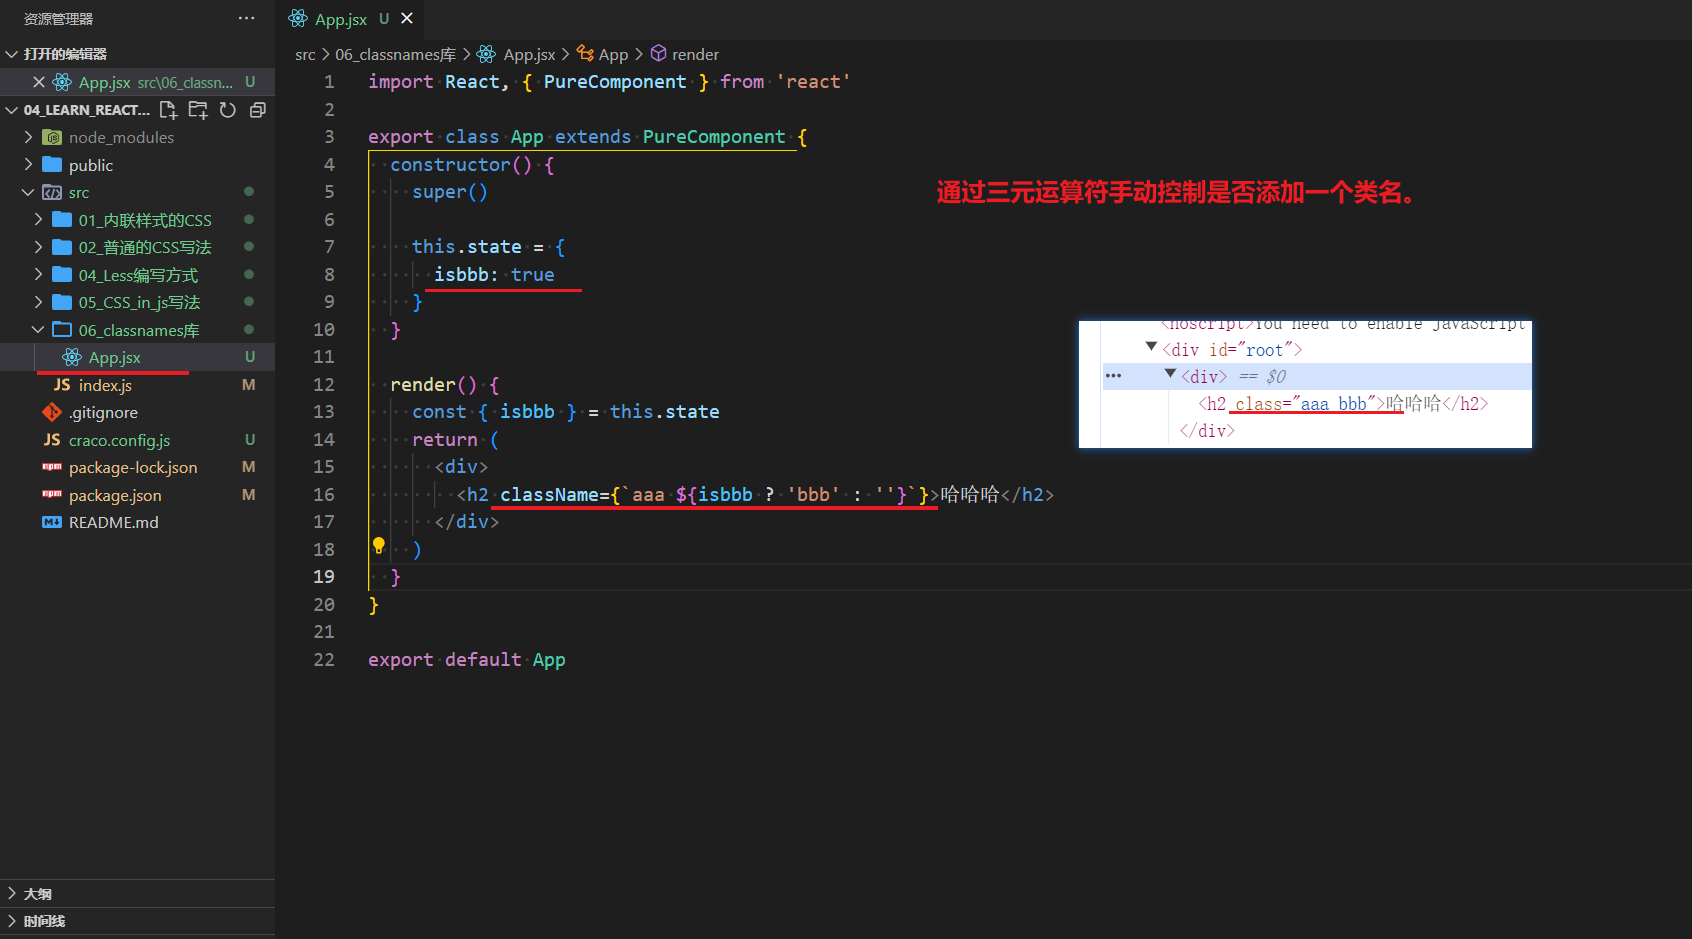 资源管理器
打开的编辑器
App.jsx src\06_classn... U
04_LEARN_REACT...
node_modules
public
src
01_内联样式的CSS
02_普通的CSS写法
04_Less编写方式
05_CSS_in_js写法
06_classnames库
App.jsx U
JS index.js M
.gitignore
JS craco.config.js U
npm package-lock.json M
npm package.json M
README.md
大纲
时间线
App.jsx U
src > 06_classnames库 > App.jsx > App > render
1 import React, { PureComponent } from 'react'
2
3 export class App extends PureComponent {
4 constructor() {
5 super()
6
7 this.state = {
8 isbbb: true
9 }
10 }
11
12 render() {
13 const { isbbb } = this.state
14 return (
15 <div>
16 <h2 className={`aaa ${isbbb ? 'bbb' : ''}`}>哈哈哈</h2>
17 </div>
18 )
19 }
20 }
21
22 export default App
通过三元运算符手动控制是否添加一个类名。
<noscript>You need to enable JavaScript
<div id="root">
<div> == $0
<h2 class="aaa bbb">哈哈哈</h2>
</div>